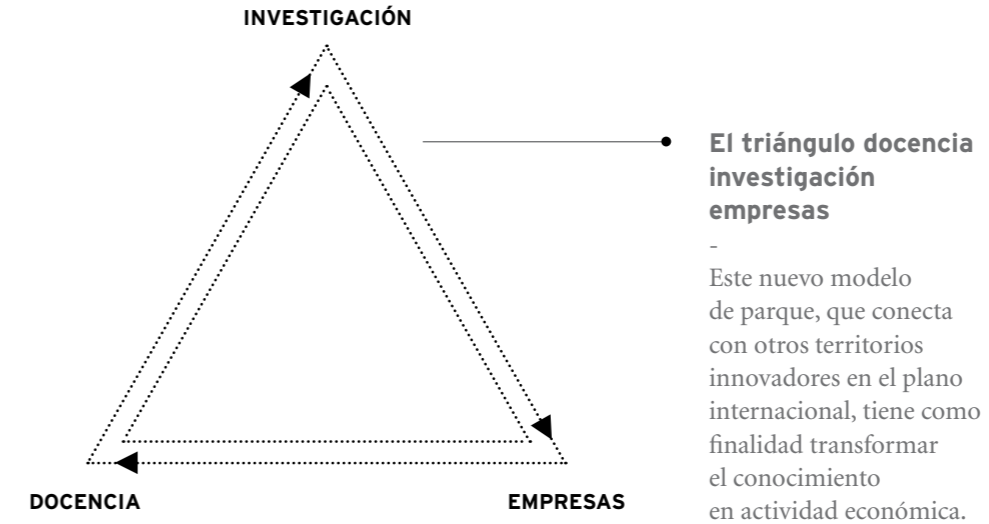 INVESTIGACIÓN
DOCENCIA
EMPRESAS
El triángulo docencia
investigación
empresas
-
Este nuevo modelo
de parque, que conecta
con otros territorios
innovadores en el plano
internacional, tiene como
finalidad transformar
el conocimiento
en actividad económica.